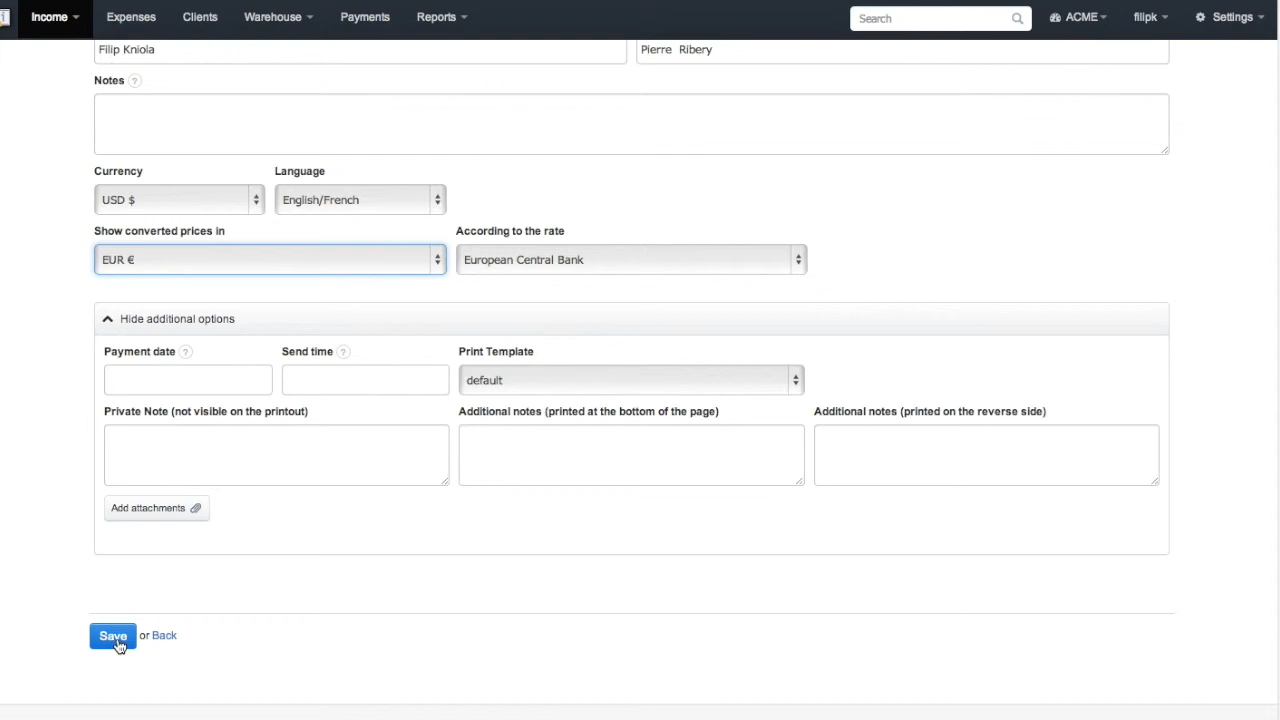 Income Expenses Clients Warehouse Payments Reports Search ACME filipk Settings
Filip Kniola Pierre Ribery
Notes ?
Currency Language
USD $ English/French
Show converted prices in According to the rate
EUR € European Central Bank
Hide additional options
Payment date ? Send time ? Print Template
default
Private Note (not visible on the printout) Additional notes (printed at the bottom of the page) Additional notes (printed on the reverse side)
Add attachments
Save or Back